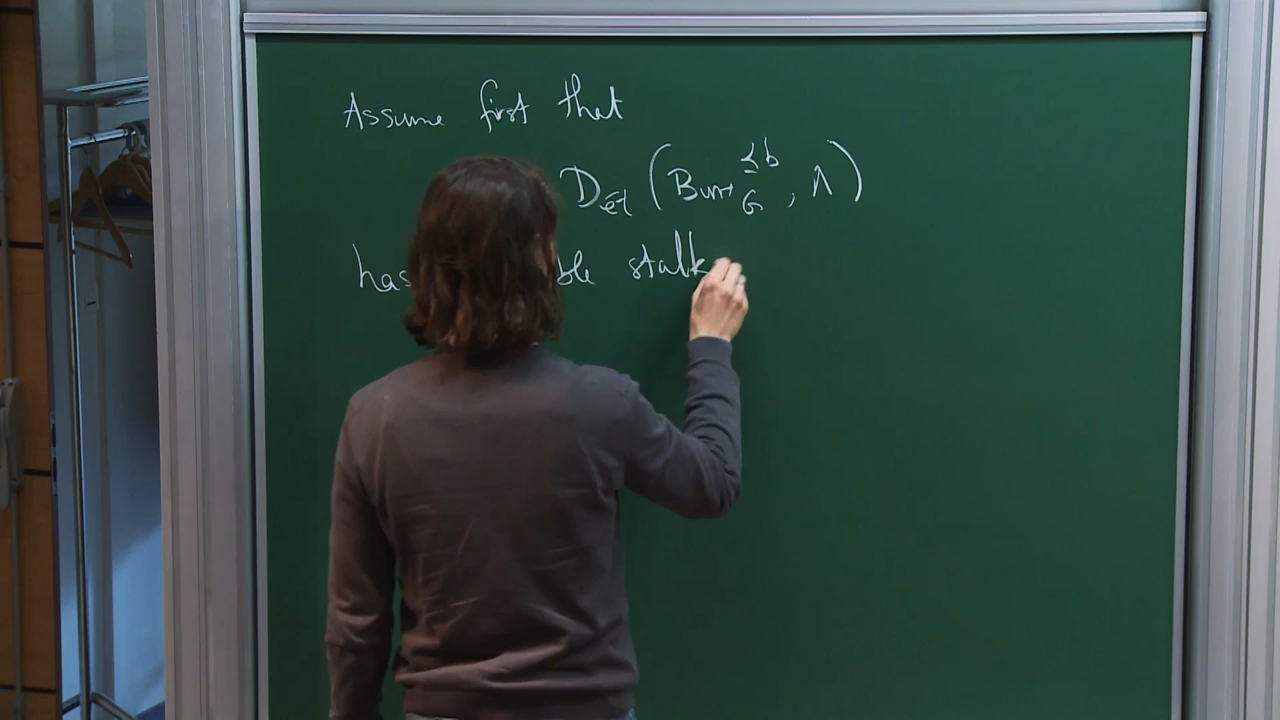 Assume first that
D_ét (Bun_G^{≤b}, Λ)
has ble stalk